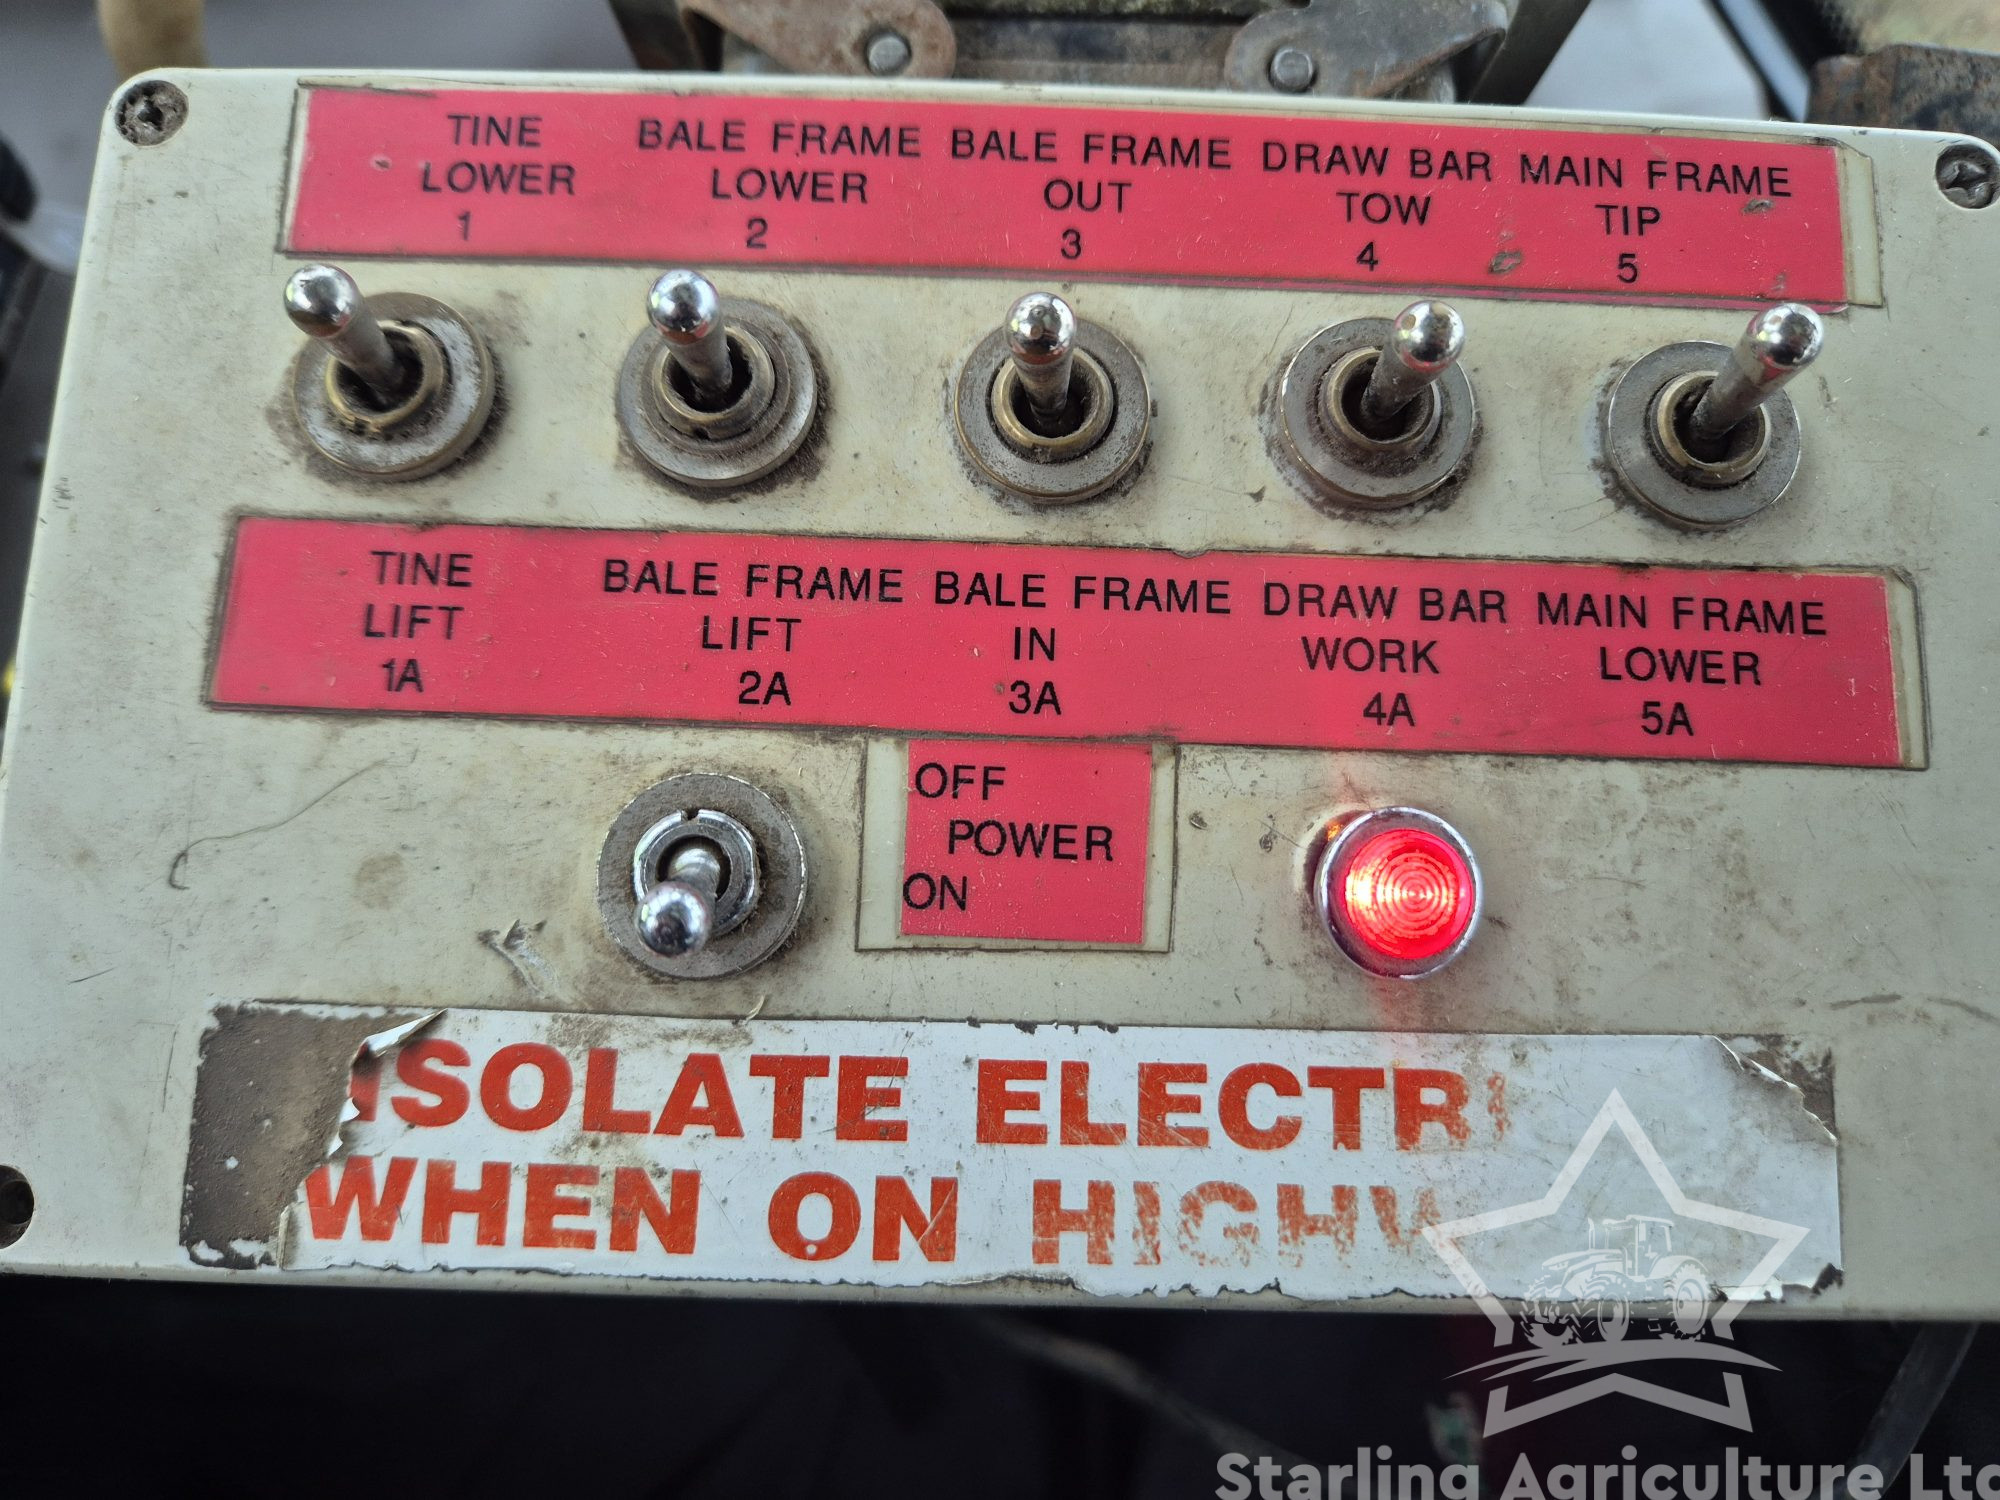 TINE BALE FRAME BALE FRAME DRAW BAR MAIN FRAME
LOWER LOWER OUT TOW TIP
1 2 3 4 5
TINE BALE FRAME BALE FRAME DRAW BAR MAIN FRAME
LIFT LIFT IN WORK LOWER
1A 2A 3A 4A 5A
OFF
POWER
ON
ISOLATE ELECTRI
WHEN ON HIGHW
Starling Agriculture Ltd